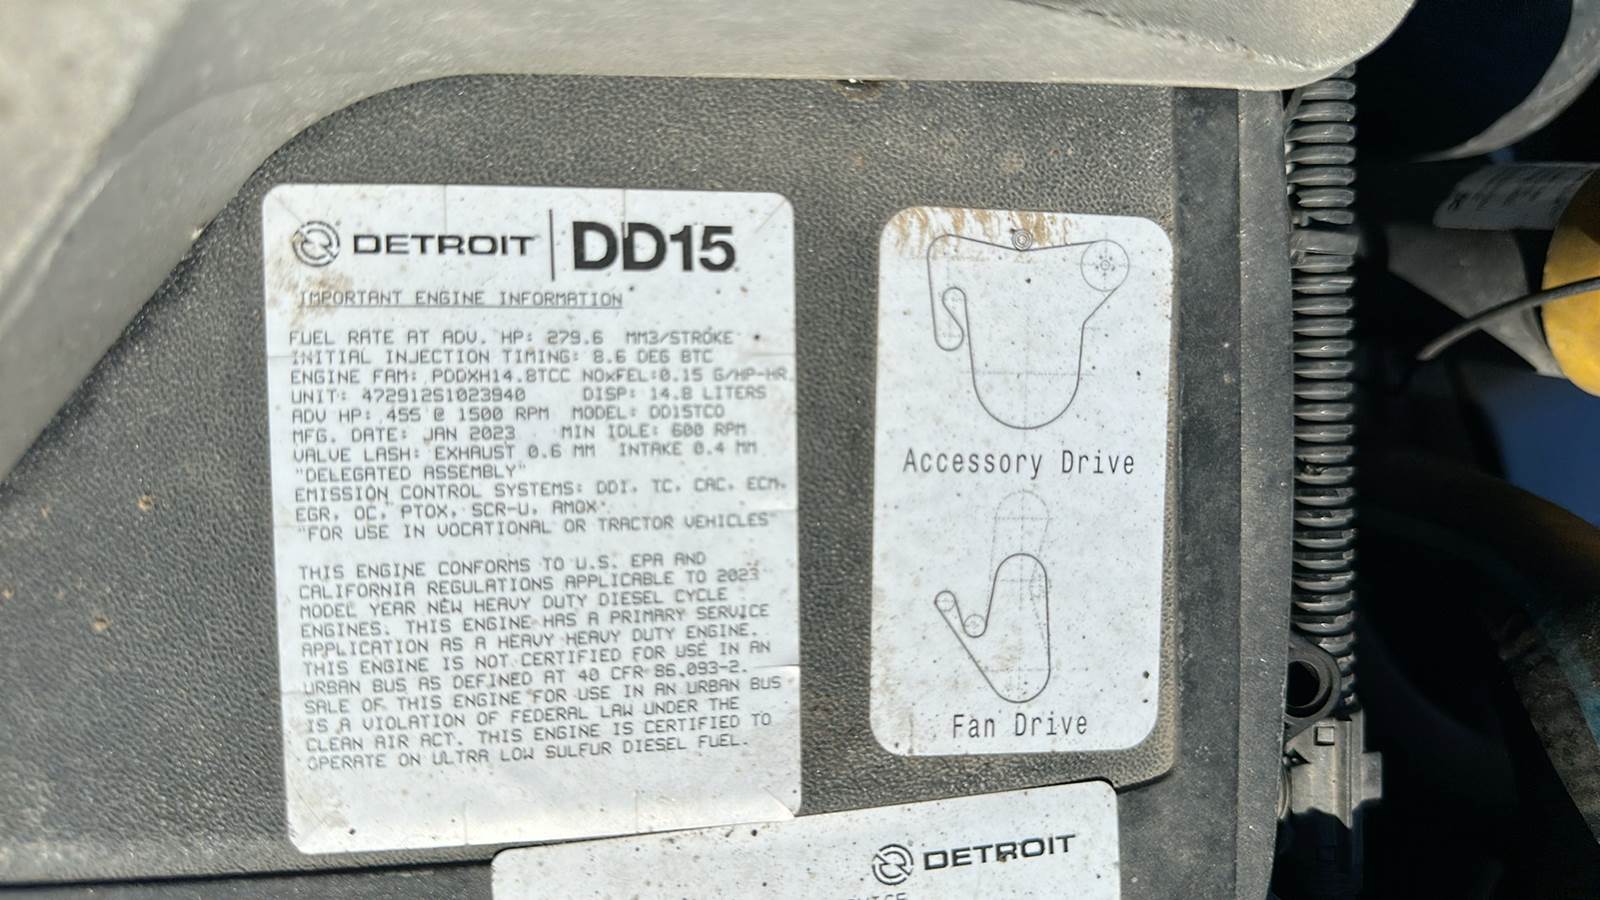 DETROIT | DD15
IMPORTANT ENGINE INFORMATION
FUEL RATE AT ADV. HP: 279.6 MM3/STROKE
INITIAL INJECTION TIMING: 8.6 DEG BTC
ENGINE FAM: PDDXH14.8TCC NOxFEL:0.15 G/HP-HR
UNIT: 472912S1023940 DISP: 14.8 LITERS
ADV HP: 455 @ 1500 RPM MODEL: DD15TCO
MFG. DATE: JAN 2023 MIN IDLE: 600 RPM
VALVE LASH: EXHAUST 0.6 MM INTAKE 0.4 MM
"DELEGATED ASSEMBLY"
EMISSION CONTROL SYSTEMS: DDI, TC, CAC, ECM,
EGR, OC, PTOX, SCR-U, AMOX
"FOR USE IN VOCATIONAL OR TRACTOR VEHICLES"
THIS ENGINE CONFORMS TO U.S. EPA AND
CALIFORNIA REGULATIONS APPLICABLE TO 2023
MODEL YEAR NEW HEAVY DUTY DIESEL CYCLE
ENGINES. THIS ENGINE HAS A PRIMARY SERVICE
APPLICATION AS A HEAVY HEAVY DUTY ENGINE.
THIS ENGINE IS NOT CERTIFIED FOR USE IN AN
URBAN BUS AS DEFINED AT 40 CFR 86.093-2.
SALE OF THIS ENGINE FOR USE IN AN URBAN BUS
IS A VIOLATION OF FEDERAL LAW UNDER THE
CLEAN AIR ACT. THIS ENGINE IS CERTIFIED TO
OPERATE ON ULTRA LOW SULFUR DIESEL FUEL.
Accessory Drive
Fan Drive
DETROIT